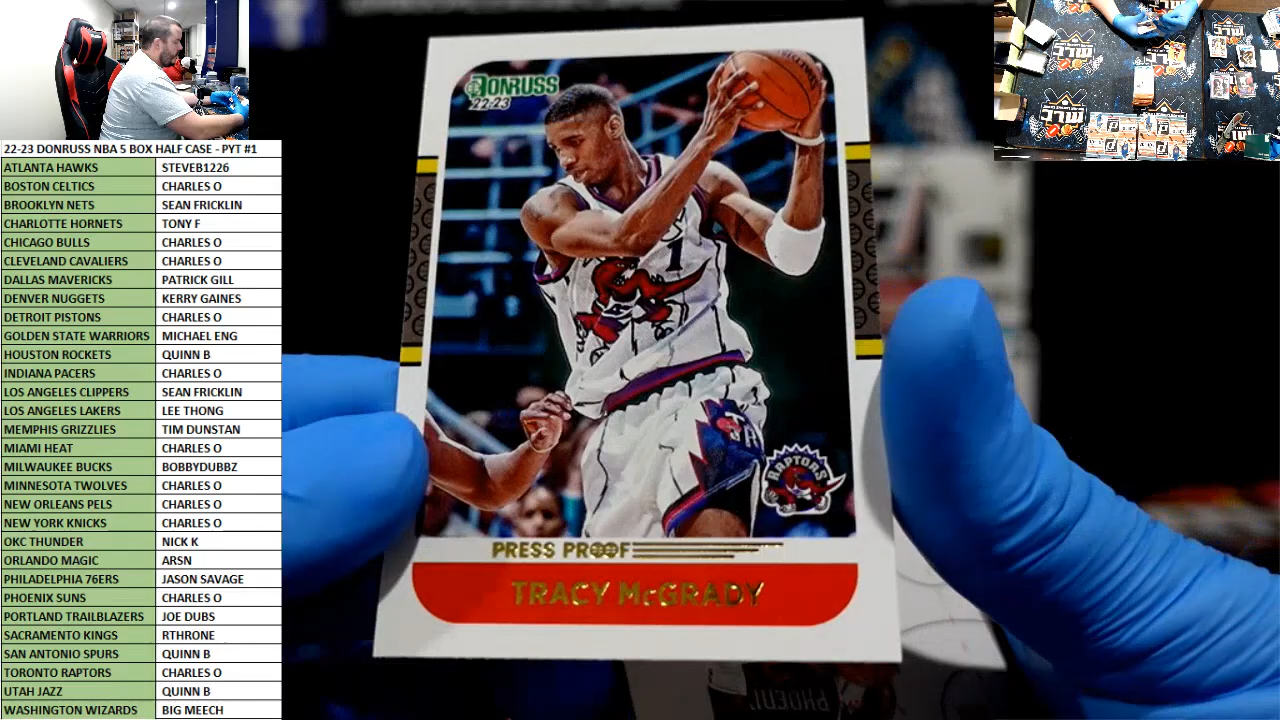 22-23 DONRUSS NBA 5 BOX HALF CASE - PYT #1
ATLANTA HAWKS STEVEB1226
BOSTON CELTICS CHARLES O
BROOKLYN NETS SEAN FRICKLIN
CHARLOTTE HORNETS TONY F
CHICAGO BULLS CHARLES O
CLEVELAND CAVALIERS CHARLES O
DALLAS MAVERICKS PATRICK GILL
DENVER NUGGETS KERRY GAINES
DETROIT PISTONS CHARLES O
GOLDEN STATE WARRIORS MICHAEL ENG
HOUSTON ROCKETS QUINN B
INDIANA PACERS CHARLES O
LOS ANGELES CLIPPERS SEAN FRICKLIN
LOS ANGELES LAKERS LEE THONG
MEMPHIS GRIZZLIES TIM DUNSTAN
MIAMI HEAT CHARLES O
MILWAUKEE BUCKS BOBBYDUBBZ
MINNESOTA TWOLVES CHARLES O
NEW ORLEANS PELS CHARLES O
NEW YORK KNICKS CHARLES O
OKC THUNDER NICK K
ORLANDO MAGIC ARSN
PHILADELPHIA 76ERS JASON SAVAGE
PHOENIX SUNS CHARLES O
PORTLAND TRAILBLAZERS JOE DUBS
SACRAMENTO KINGS RTHRONE
SAN ANTONIO SPURS QUINN B
TORONTO RAPTORS CHARLES O
UTAH JAZZ QUINN B
WASHINGTON WIZARDS BIG MEECH
DONRUSS
22-23
1
TR
RAPTORS
PRESS PROOF
TRACY McGRADY